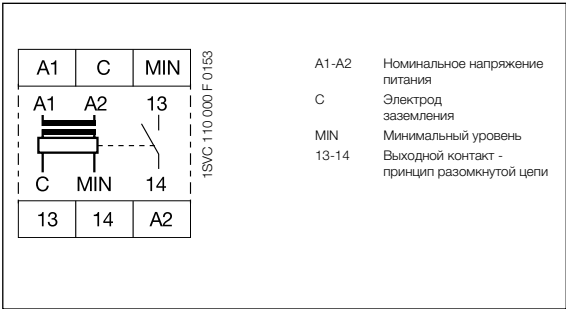 A1 C MIN
A1 A2 13
C MIN 14
13 14 A2
1SVC 110 000 F 0153
A1-A2 Номинальное напряжение
питания
C Электрод
заземления
MIN Минимальный уровень
13-14 Выходной контакт -
принцип разомкнутой цепи